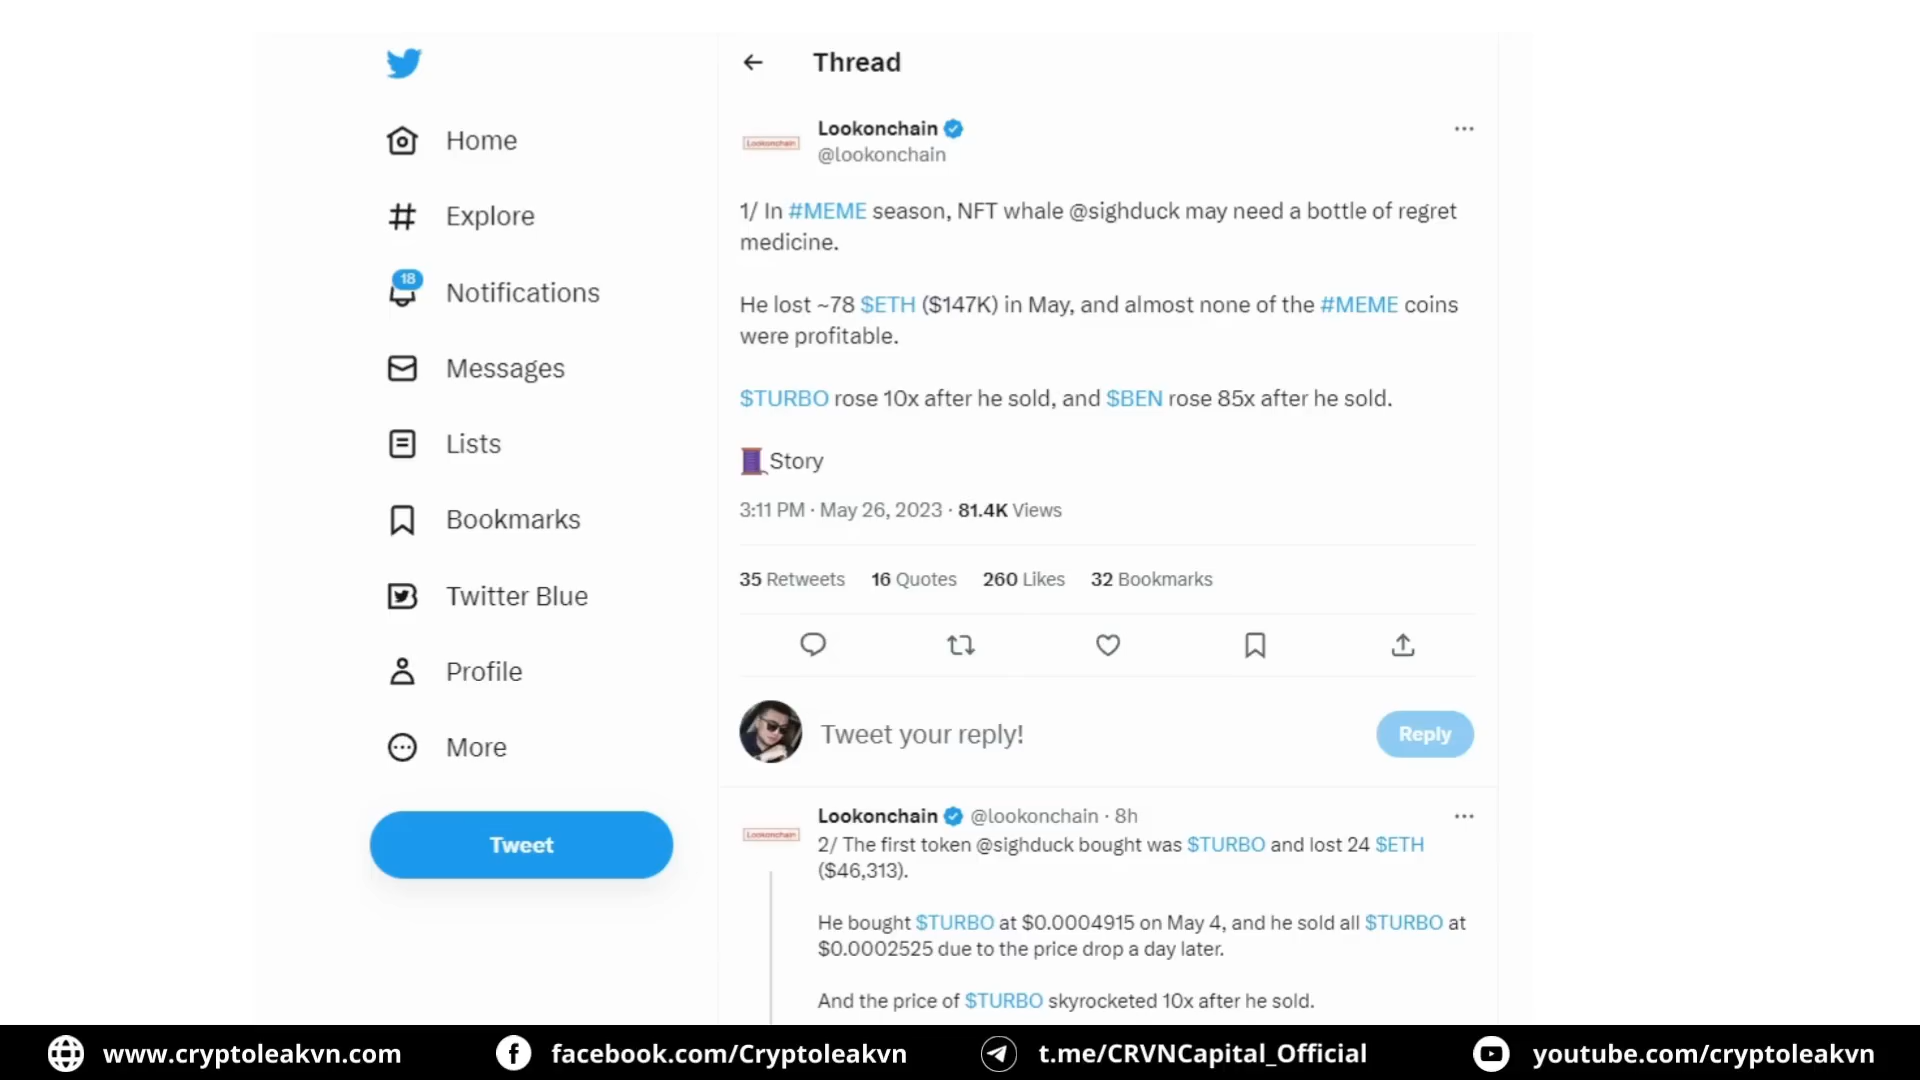 Thread
Home
Explore
18
Notifications
Messages
Lists
Bookmarks
Twitter Blue
Profile
More
Tweet
Lookonchain
Lookonchain
@lookonchain
1/ In #MEME season, NFT whale @sighduck may need a bottle of regret
medicine.
He lost ~78 $ETH ($147K) in May, and almost none of the #MEME coins
were profitable.
$TURBO rose 10x after he sold, and $BEN rose 85x after he sold.
Story
3:11 PM · May 26, 2023 · 81.4K Views
35 Retweets 16 Quotes 260 Likes 32 Bookmarks
Tweet your reply!
Reply
Lookonchain
Lookonchain @lookonchain · 8h
2/ The first token @sighduck bought was $TURBO and lost 24 $ETH
($46,313).
He bought $TURBO at $0.0004915 on May 4, and he sold all $TURBO at
$0.0002525 due to the price drop a day later.
And the price of $TURBO skyrocketed 10x after he sold.
www.cryptoleakvn.com
facebook.com/Cryptoleakvn
t.me/CRVNCapital_Official
youtube.com/cryptoleakvn